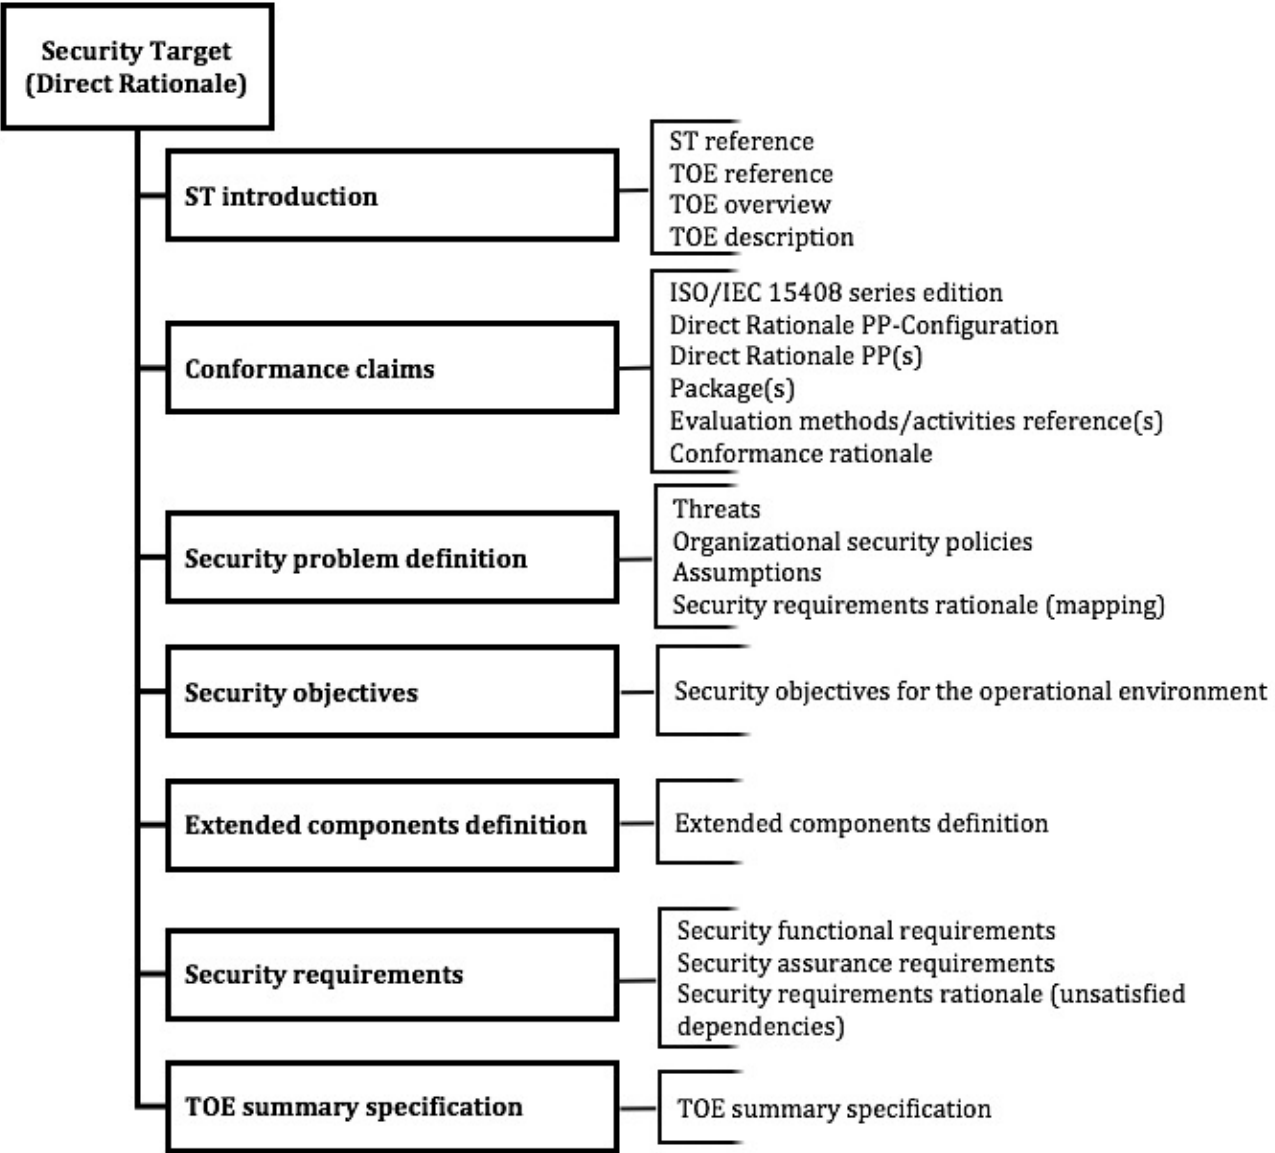 Security Target
(Direct Rationale)
ST introduction
ST reference
TOE reference
TOE overview
TOE description
Conformance claims
ISO/IEC 15408 series edition
Direct Rationale PP-Configuration
Direct Rationale PP(s)
Package(s)
Evaluation methods/activities reference(s)
Conformance rationale
Security problem definition
Threats
Organizational security policies
Assumptions
Security requirements rationale (mapping)
Security objectives
Security objectives for the operational environment
Extended components definition
Extended components definition
Security requirements
Security functional requirements
Security assurance requirements
Security requirements rationale (unsatisfied
dependencies)
TOE summary specification
TOE summary specification